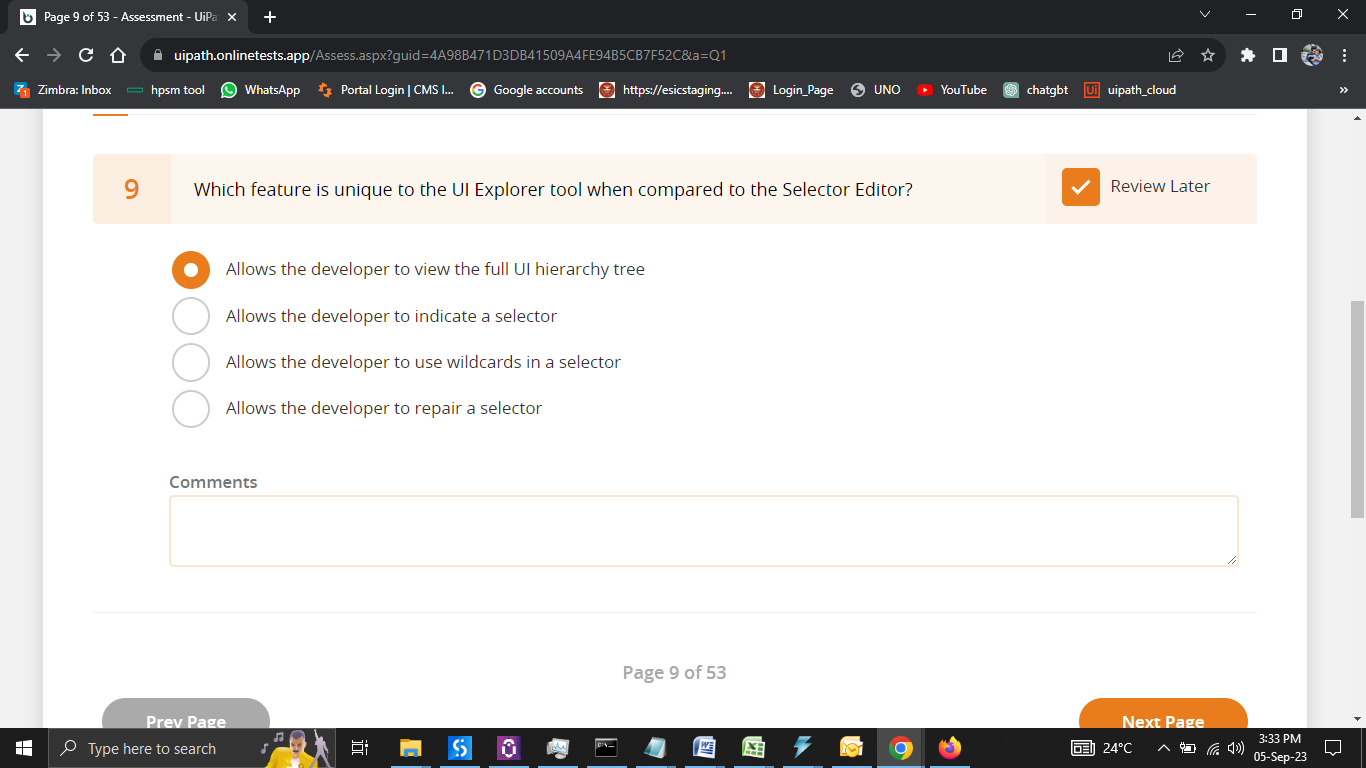 Page 9 of 53 - Assessment - UiPa
uipath.onlinetests.app/Assess.aspx?guid=4A98B471D3DB41509A4FE94B5CB7F52C&a=Q1
Zimbra: Inbox hpsm tool WhatsApp Portal Login | CMS I... Google accounts https://esicstaging.... Login_Page UNO YouTube chatgbt Ui uipath_cloud »
9 Which feature is unique to the UI Explorer tool when compared to the Selector Editor? Review Later
Allows the developer to view the full UI hierarchy tree
Allows the developer to indicate a selector
Allows the developer to use wildcards in a selector
Allows the developer to repair a selector
Comments
Page 9 of 53
Prev Page Next Page
Type here to search 24°C 3:33 PM
05-Sep-23